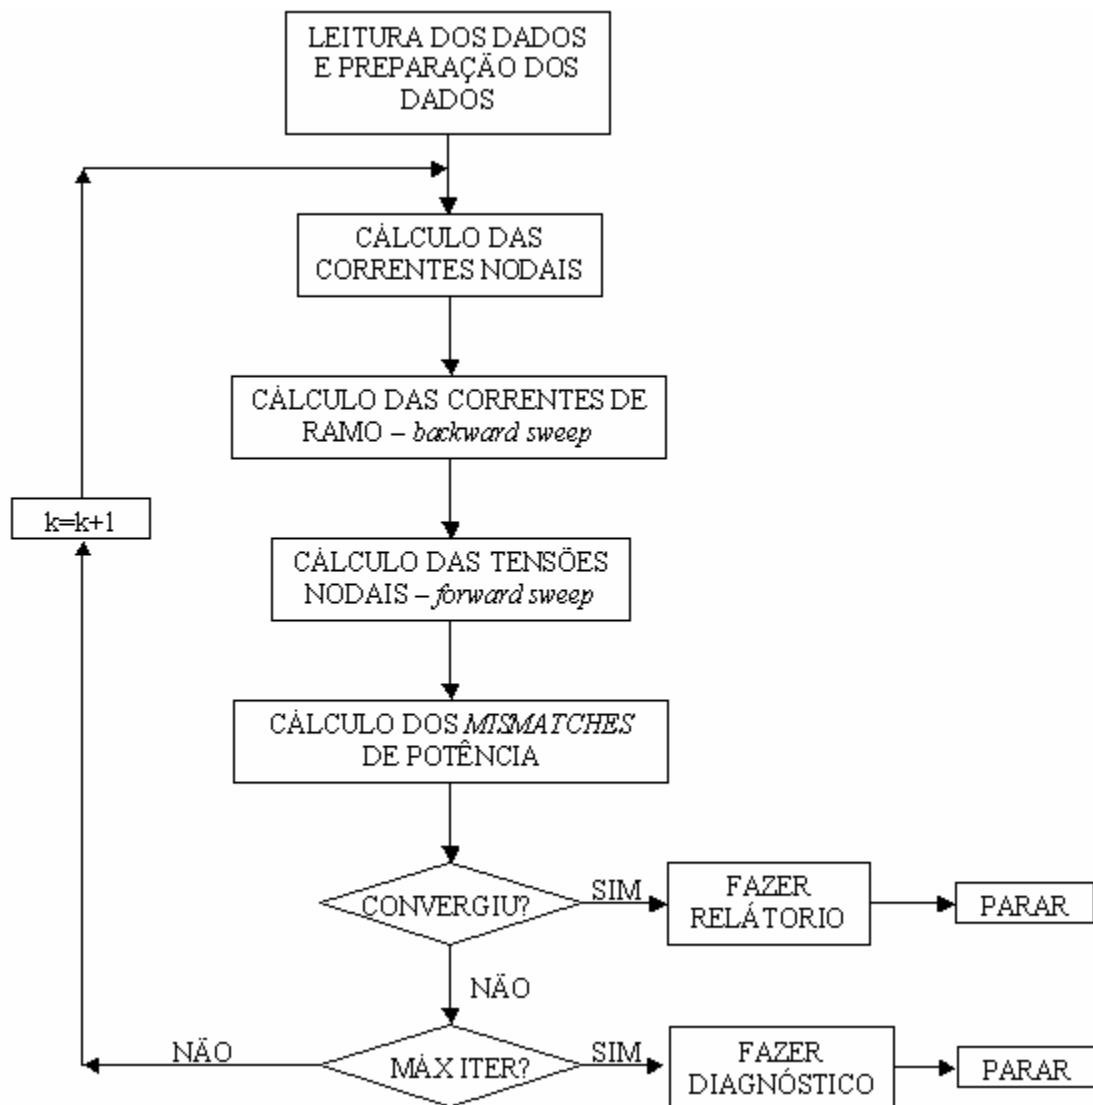 LEITURA DOS DADOS
E PREPARAÇÃO DOS
DADOS
CÁLCULO DAS
CORRENTES NODAIS
CÁLCULO DAS CORRENTES DE
RAMO – backward sweep
k=k+1
CÁLCULO DAS TENSÕES
NODAIS – forward sweep
CÁLCULO DOS MISMATCHES
DE POTÊNCIA
CONVERGIU?
SIM
FAZER
RELÁTORIO
PARAR
NÃO
NÃO
MÁX ITER?
SIM
FAZER
DIAGNÓSTICO
PARAR